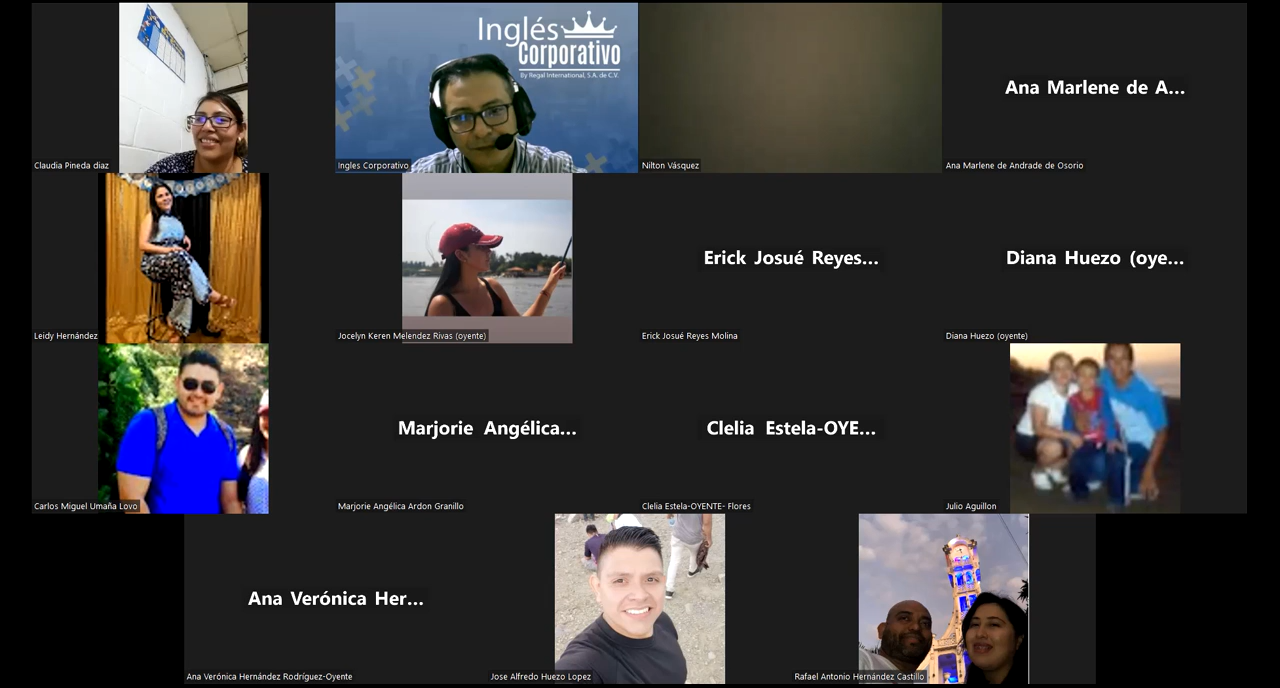 Inglés
Corporativo
By Regal International, S.A. de C.V.
Ana Marlene de A...
Claudia Pineda diaz
Ingles Corporativo
Nilton Vásquez
Ana Marlene de Andrade de Osorio
Erick Josué Reyes...
Diana Huezo (oye...
Leidy Hernández
Jocelyn Keren Melendez Rivas (oyente)
Erick Josué Reyes Molina
Diana Huezo (oyente)
Marjorie Angélica...
Clelia Estela-OYE...
Carlos Miguel Umaña Lovo
Marjorie Angélica Ardon Granillo
Clelia Estela-OYENTE- Flores
Julio Aguillon
Ana Verónica Her...
Ana Verónica Hernández Rodríguez-Oyente
Jose Alfredo Huezo Lopez
Rafael Antonio Hernández Castillo